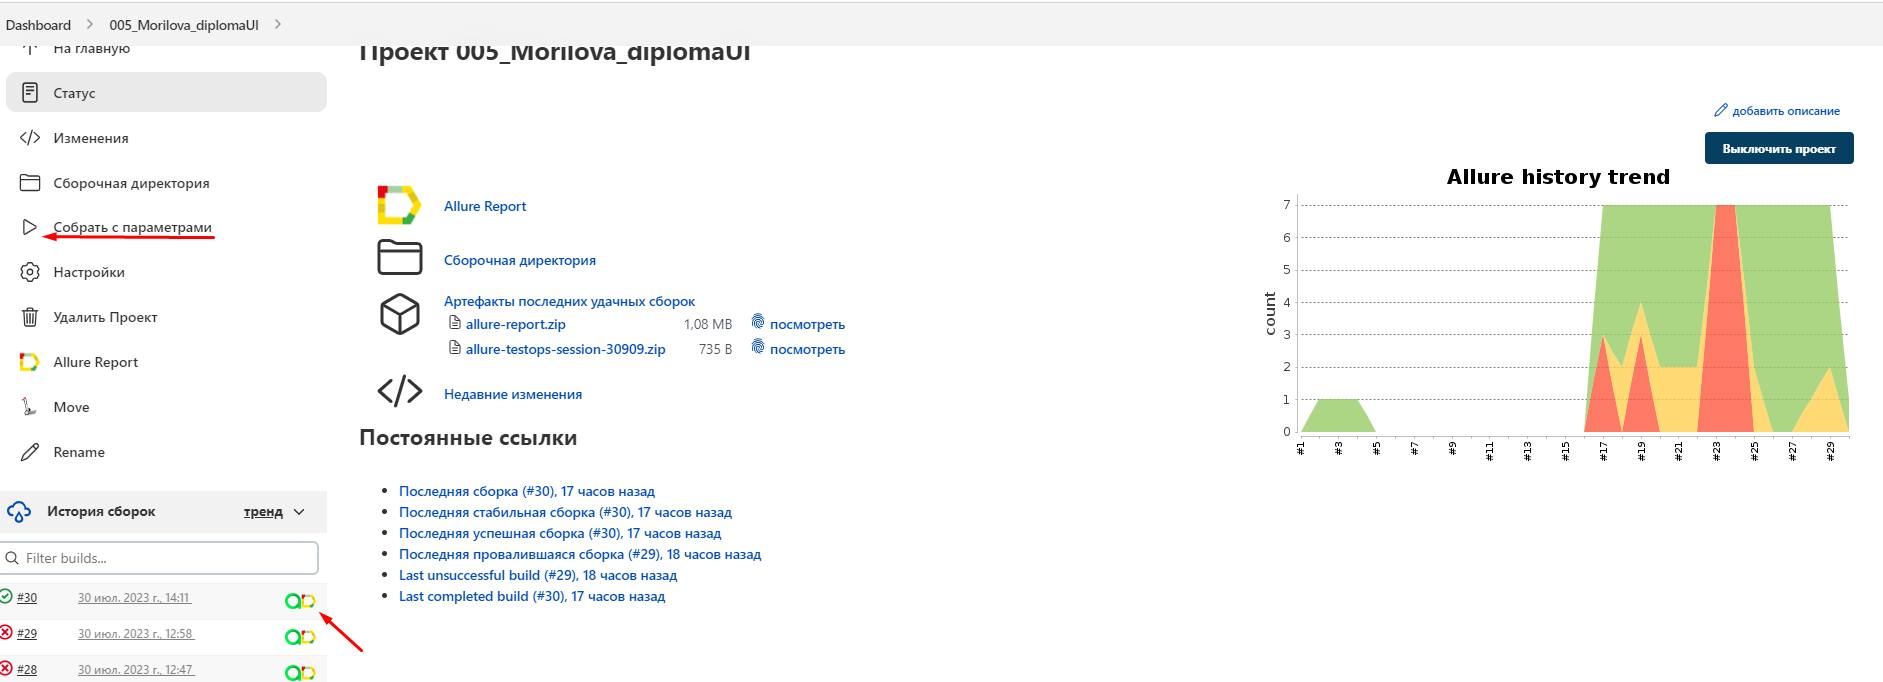 Dashboard
005_Morilova_diplomaUI
На главную
Статус
Изменения
Сборочная директория
Собрать с параметрами
Настройки
Удалить Проект
Allure Report
Move
Rename
История сборок
тренд
Filter builds...
#30 30 июл. 2023 г., 14:11
#29 30 июл. 2023 г., 12:58
#28 30 июл. 2023 г., 12:47
Проект 005_Morilova_diplomaUI
добавить описание
Выключить проект
Allure Report
Сборочная директория
Артефакты последних удачных сборок
allure-report.zip 1,08 MB посмотреть
allure-testops-session-30909.zip 735 B посмотреть
Недавние изменения
Постоянные ссылки
Последняя сборка (#30), 17 часов назад
Последняя стабильная сборка (#30), 17 часов назад
Последняя успешная сборка (#30), 17 часов назад
Последняя провалившаяся сборка (#29), 18 часов назад
Last unsuccessful build (#29), 18 часов назад
Last completed build (#30), 17 часов назад
Allure history trend
count
7
6
5
4
3
2
1
0
#1 #3 #5 #7 #9 #11 #13 #15 #17 #19 #21 #23 #25 #27 #29